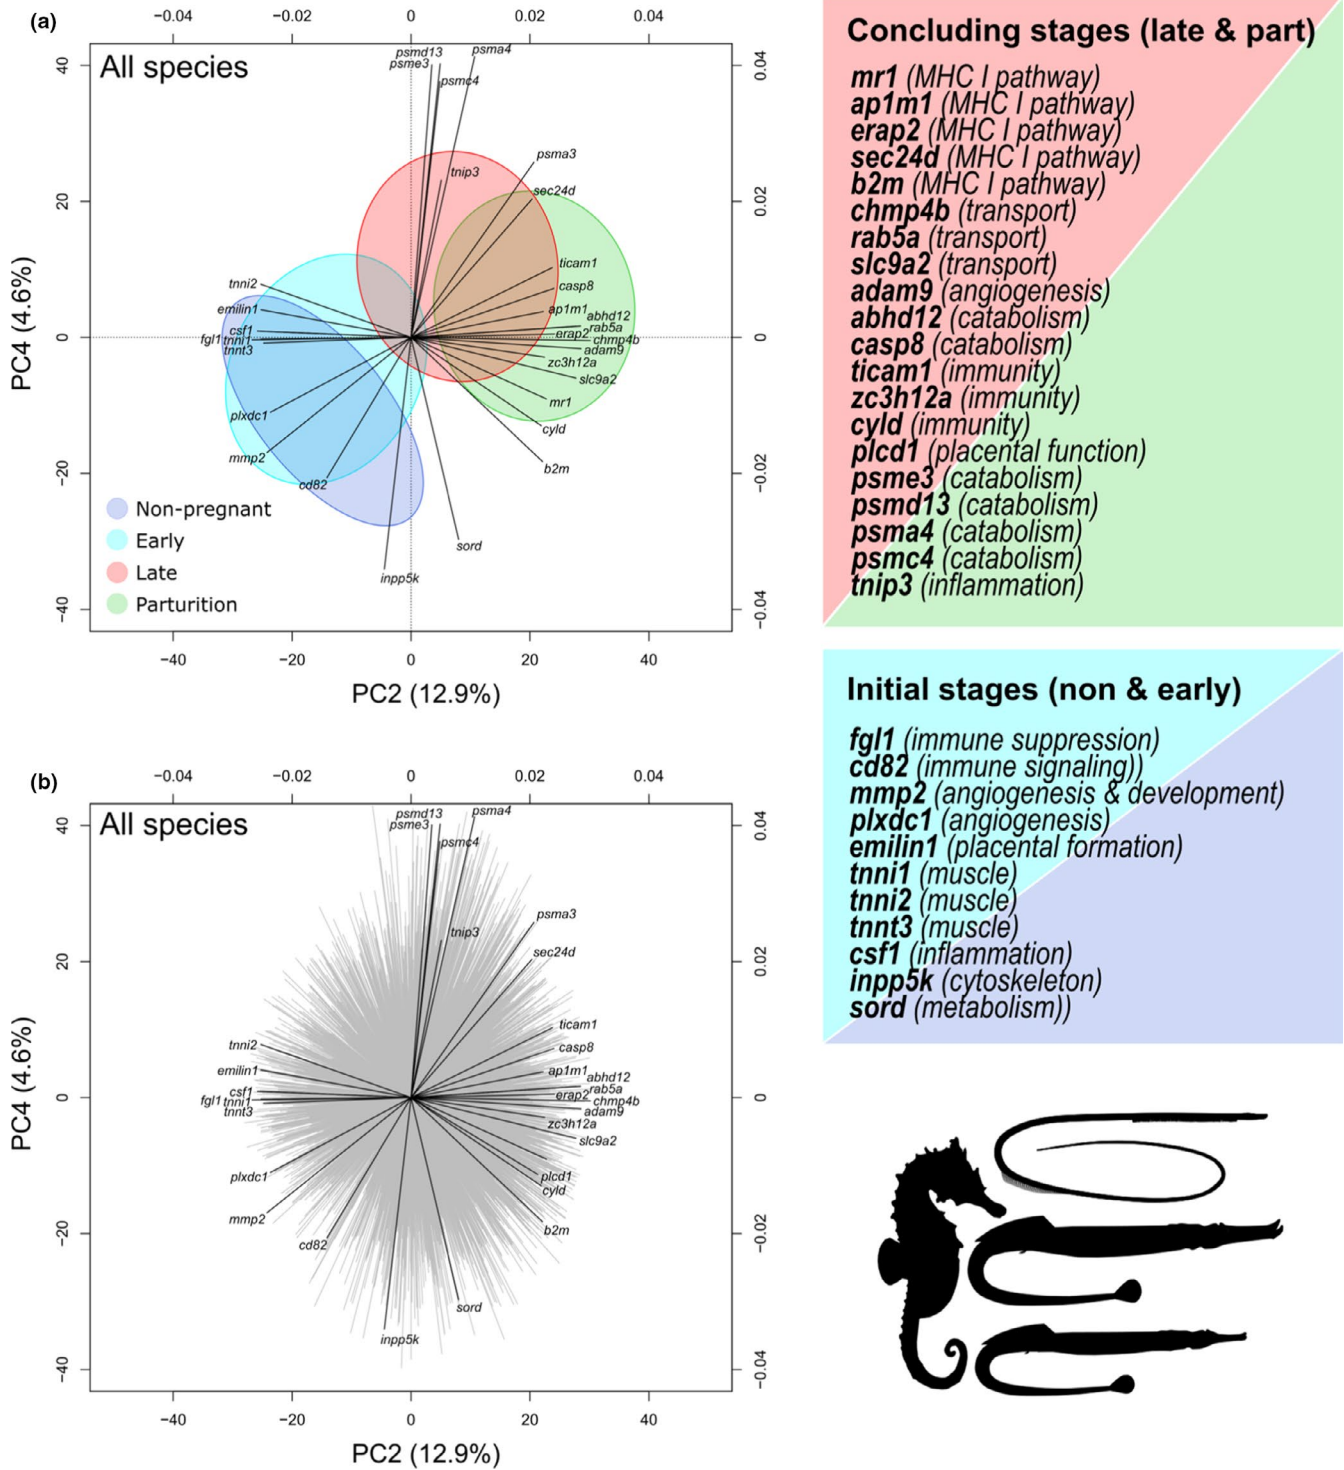 (a)
−0.04 −0.02 0 0.02 0.04
All species
psmd13
psma4
psme3
psmc4
psma3
tnip3
sec24d
ticam1
casp8
ap1m1
abhd12
rab5a
erap2
chmp4b
adam9
zc3h12a
slc9a2
mr1
cyld
b2m
tnni2
emilin1
csf1
fgl1
tnni1
tnnt3
plxdc1
mmp2
cd82
sord
inpp5k
Non-pregnant
Early
Late
Parturition
40
20
0
−20
−40
PC4 (4.6%)
0.04
0.02
0
−0.02
−0.04
−40 −20 0 20 40
PC2 (12.9%)
(b)
−0.04 −0.02 0 0.02 0.04
All species
psmd13
psma4
psme3
psmc4
psma3
tnip3
sec24d
ticam1
casp8
ap1m1
abhd12
rab5a
erap2
chmp4b
adam9
zc3h12a
slc9a2
plcd1
cyld
b2m
tnni2
emilin1
csf1
fgl1
tnni1
tnnt3
plxdc1
mmp2
cd82
sord
inpp5k
40
20
0
−20
−40
PC4 (4.6%)
0.04
0.02
0
−0.02
−0.04
−40 −20 0 20 40
PC2 (12.9%)
Concluding stages (late & part)
mr1 (MHC I pathway)
ap1m1 (MHC I pathway)
erap2 (MHC I pathway)
sec24d (MHC I pathway)
b2m (MHC I pathway)
chmp4b (transport)
rab5a (transport)
slc9a2 (transport)
adam9 (angiogenesis)
abhd12 (catabolism)
casp8 (catabolism)
ticam1 (immunity)
zc3h12a (immunity)
cyld (immunity)
plcd1 (placental function)
psme3 (catabolism)
psmd13 (catabolism)
psma4 (catabolism)
psmc4 (catabolism)
tnip3 (inflammation)
Initial stages (non & early)
fgl1 (immune suppression)
cd82 (immune signaling))
mmp2 (angiogenesis & development)
plxdc1 (angiogenesis)
emilin1 (placental formation)
tnni1 (muscle)
tnni2 (muscle)
tnnt3 (muscle)
csf1 (inflammation)
inpp5k (cytoskeleton)
sord (metabolism))